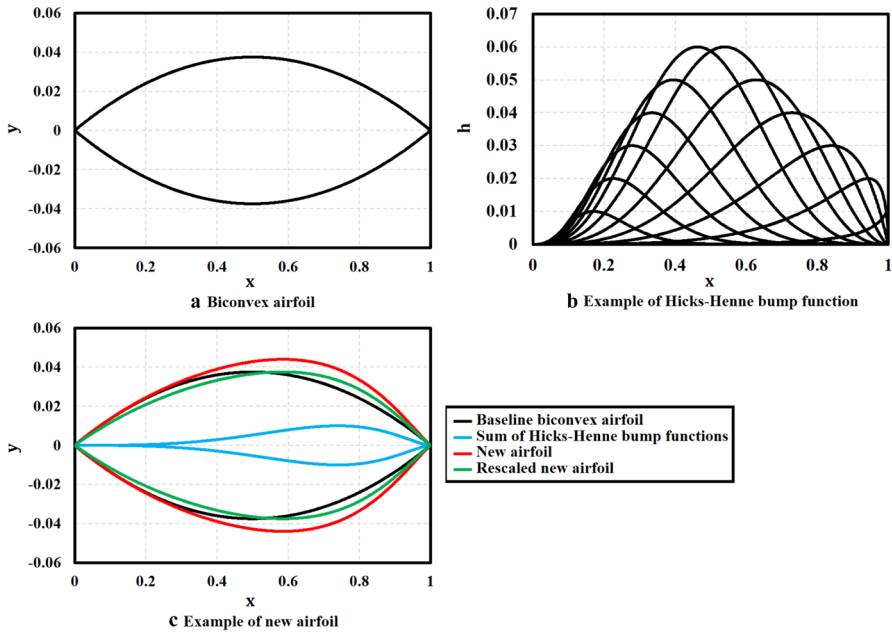 0.06
0.04
0.02
0
-0.02
-0.04
-0.06
y
0 0.2 0.4 0.6 0.8 1
x
a Biconvex airfoil
0.07
0.06
0.05
0.04
0.03
0.02
0.01
0
h
0 0.2 0.4 0.6 0.8 1
x
b Example of Hicks-Henne bump function
0.06
0.04
0.02
0
-0.02
-0.04
-0.06
y
0 0.2 0.4 0.6 0.8 1
x
c Example of new airfoil
Baseline biconvex airfoil
Sum of Hicks-Henne bump functions
New airfoil
Rescaled new airfoil